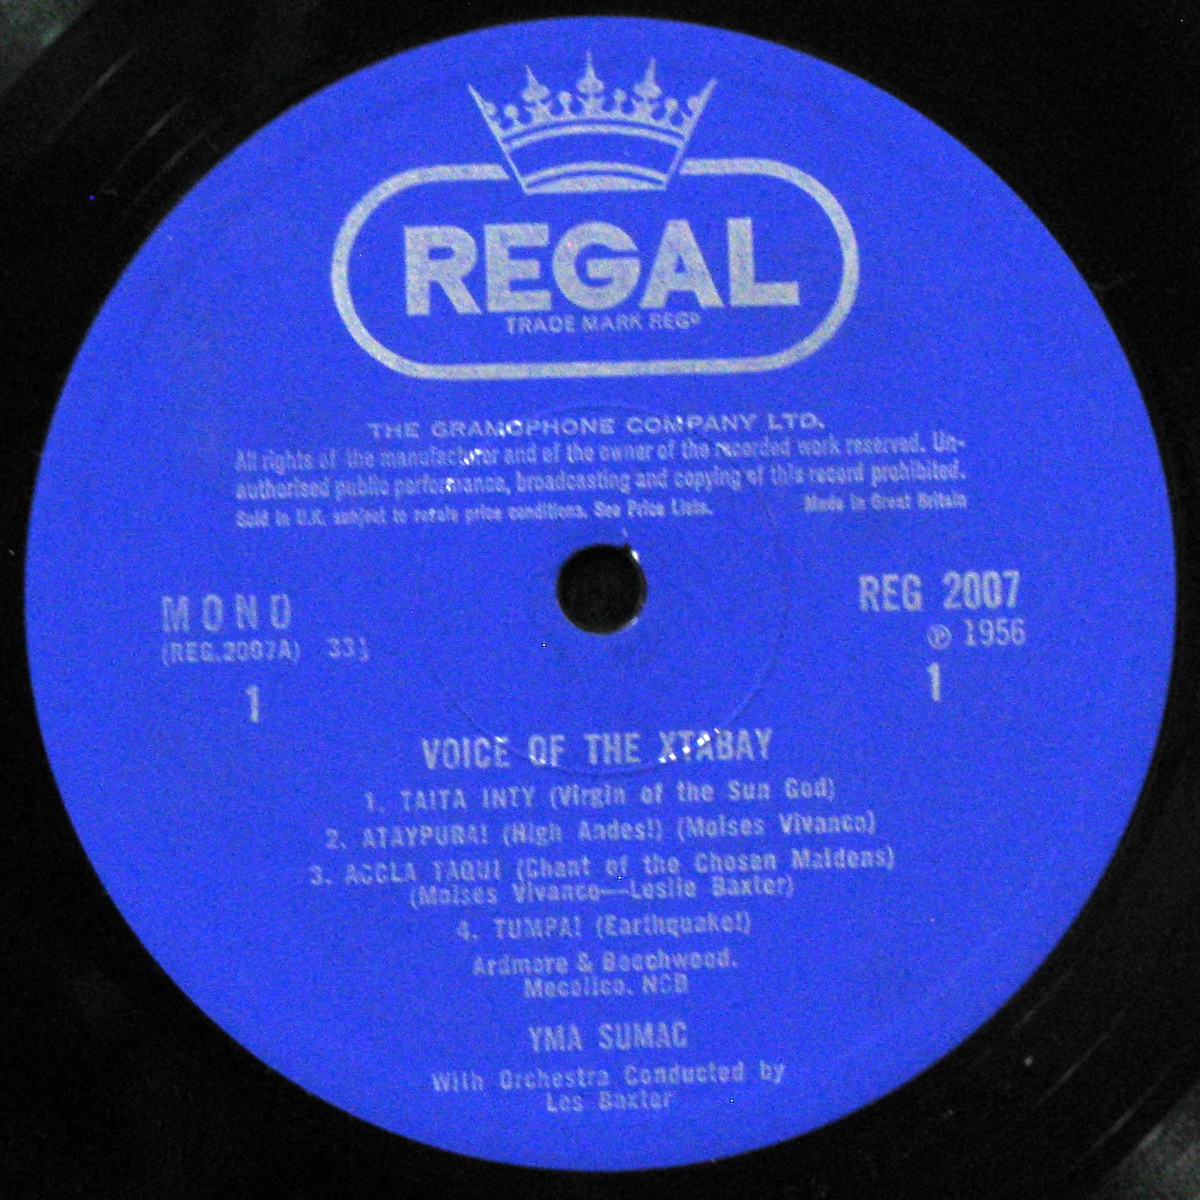 REGAL
TRADE MARK REGD
THE GRAMOPHONE COMPANY LTD.
All rights of the manufacturer and of the owner of the recorded work reserved. Un-
authorised public performance, broadcasting and copying of this record prohibited.
Sold in U.K. subject to resale price conditions. See Price Lists. Made in Great Britain
MONO
(REG.2007A) 33⅓
1
REG 2007
℗ 1956
1
VOICE OF THE XTABAY
1. TAITA INTY (Virgin of the Sun God)
2. ATAYPURA! (High Andes!) (Moises Vivanco)
3. ACCLA TAQUI (Chant of the Chosen Maidens)
(Moises Vivanco—Leslie Baxter)
4. TUMPA! (Earthquake!)
Ardmore & Beechwood.
Mecolico. NCB
YMA SUMAC
With Orchestra Conducted by
Les Baxter